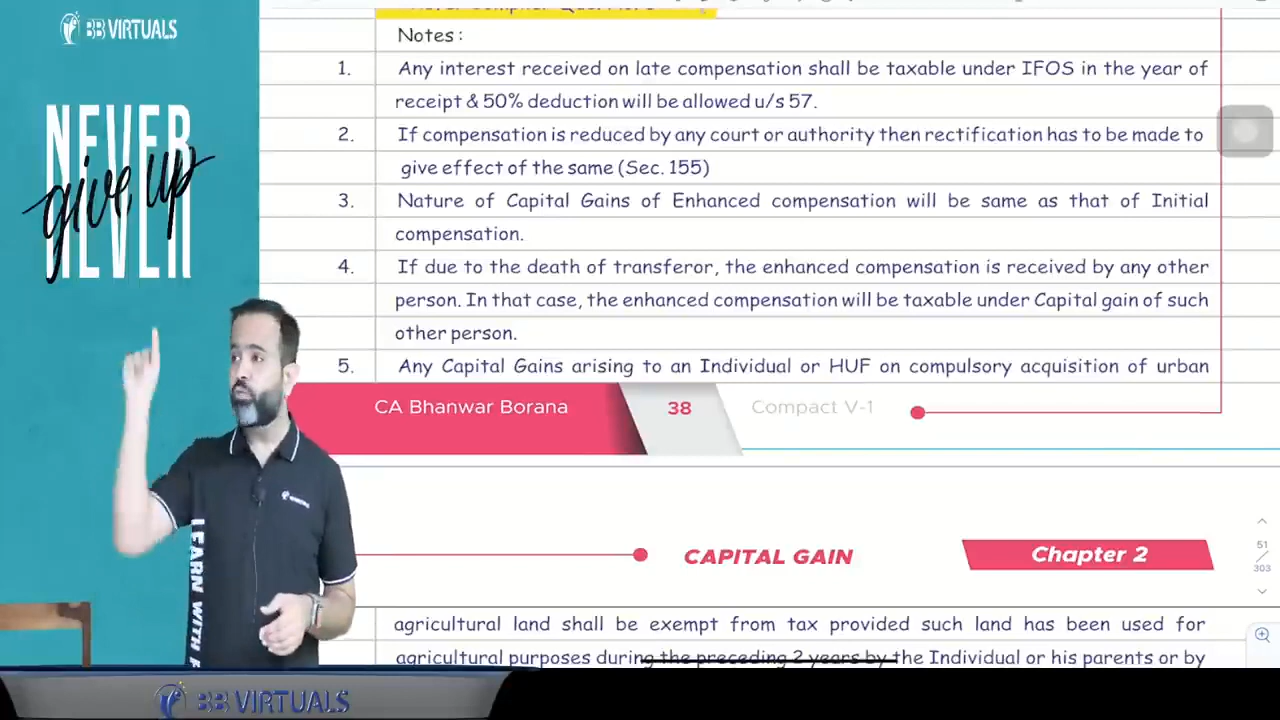 BB VIRTUALS
NEVER
give up
NEVER
Notes :
1. Any interest received on late compensation shall be taxable under IFOS in the year of
receipt & 50% deduction will be allowed u/s 57.
2. If compensation is reduced by any court or authority then rectification has to be made to
give effect of the same (Sec. 155)
3. Nature of Capital Gains of Enhanced compensation will be same as that of Initial
compensation.
4. If due to the death of transferor, the enhanced compensation is received by any other
person. In that case, the enhanced compensation will be taxable under Capital gain of such
other person.
5. Any Capital Gains arising to an Individual or HUF on compulsory acquisition of urban
CA Bhanwar Borana 38 Compact V-1
CAPITAL GAIN Chapter 2
51
/
303
agricultural land shall be exempt from tax provided such land has been used for
agricultural purposes during the preceding 2 years by the Individual or his parents or by
LEARN WITH
BB VIRTUALS